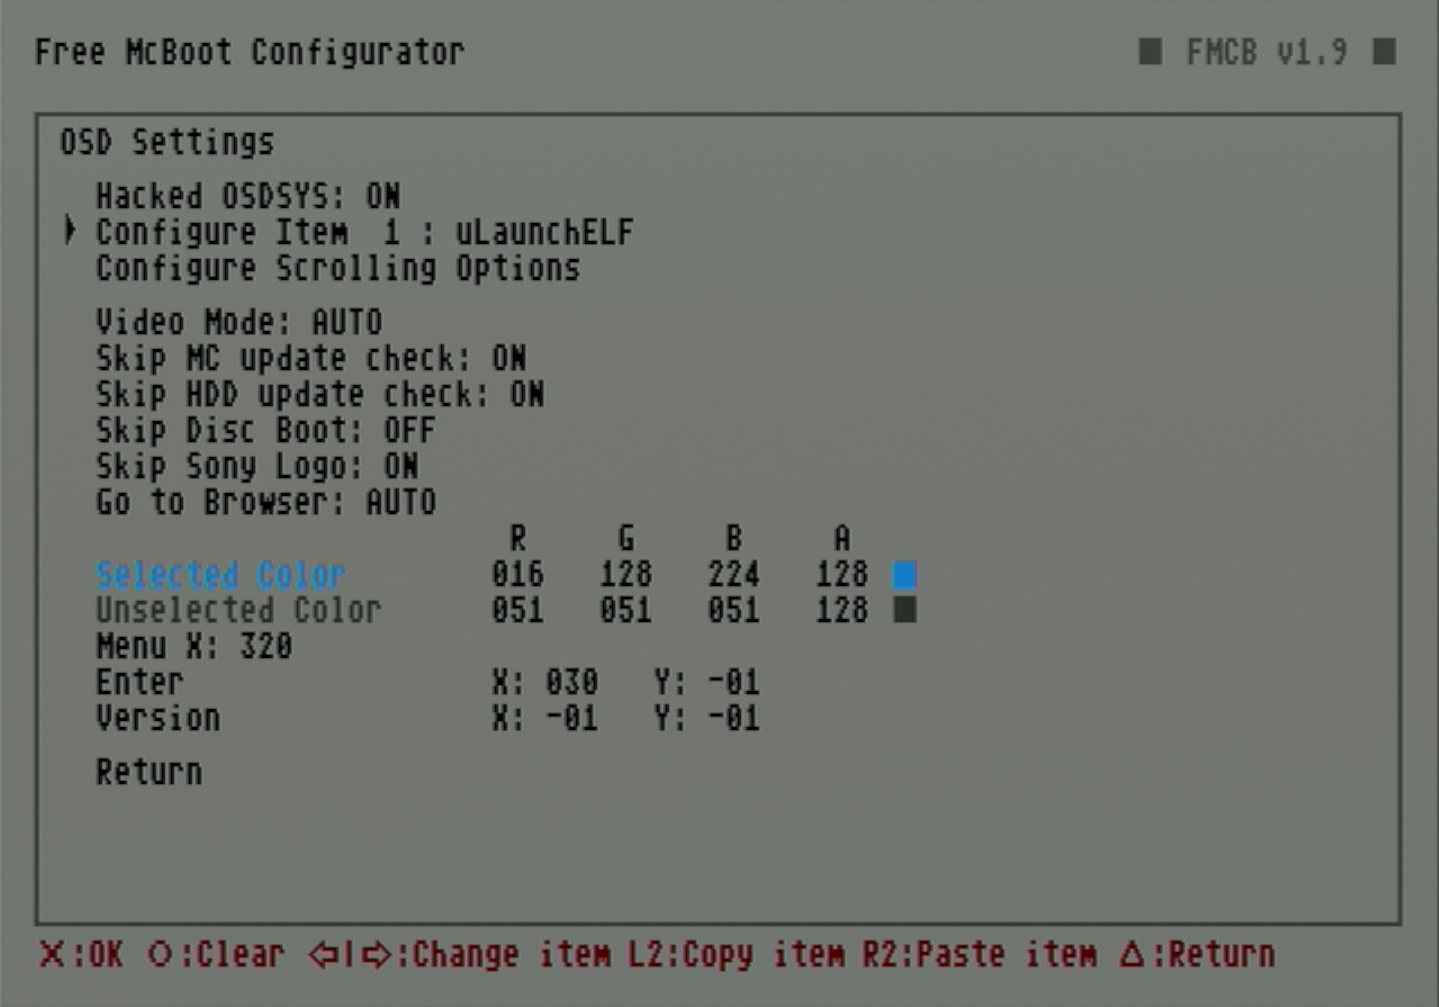 Free McBoot Configurator ■ FMCB v1.9 ■
OSD Settings
Hacked OSDSYS: ON
Configure Item 1 : uLaunchELF
Configure Scrolling Options
Video Mode: AUTO
Skip MC update check: ON
Skip HDD update check: ON
Skip Disc Boot: OFF
Skip Sony Logo: ON
Go to Browser: AUTO
R G B A
Selected Color 016 128 224 128
Unselected Color 051 051 051 128
Menu X: 320
Enter X: 030 Y: -01
Version X: -01 Y: -01
Return
X:OK O:Clear ⇦|⇨:Change item L2:Copy item R2:Paste item Δ:Return